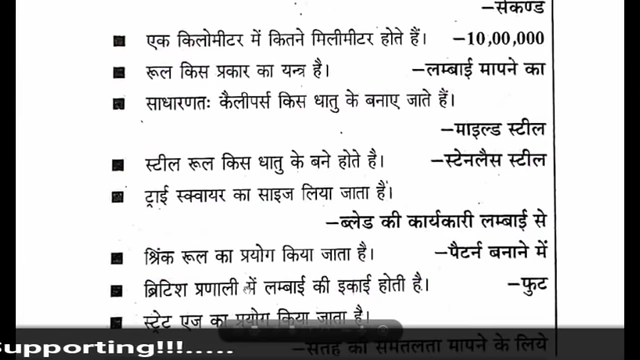 –सेकण्ड
एक किलोमीटर में कितने मिलीमीटर होते हैं। –10,00,000
रूल किस प्रकार का यन्त्र है। –लम्बाई मापने का
साधारणतः कैलीपर्स किस धातु के बनाए जाते हैं।
–माइल्ड स्टील
स्टील रूल किस धातु के बने होते है। –स्टेनलैस स्टील
ट्राई स्क्वायर का साइज लिया जाता हैं।
–ब्लेड की कार्यकारी लम्बाई से
श्रिंक रूल का प्रयोग किया जाता है। –पैटर्न बनाने में
ब्रिटिश प्रणाली में लम्बाई की इकाई होती है। –फुट
स्ट्रेट एज का प्रयोग किया जाता है।
–सतह की समतलता मापने के लिये
Supporting!!!.....